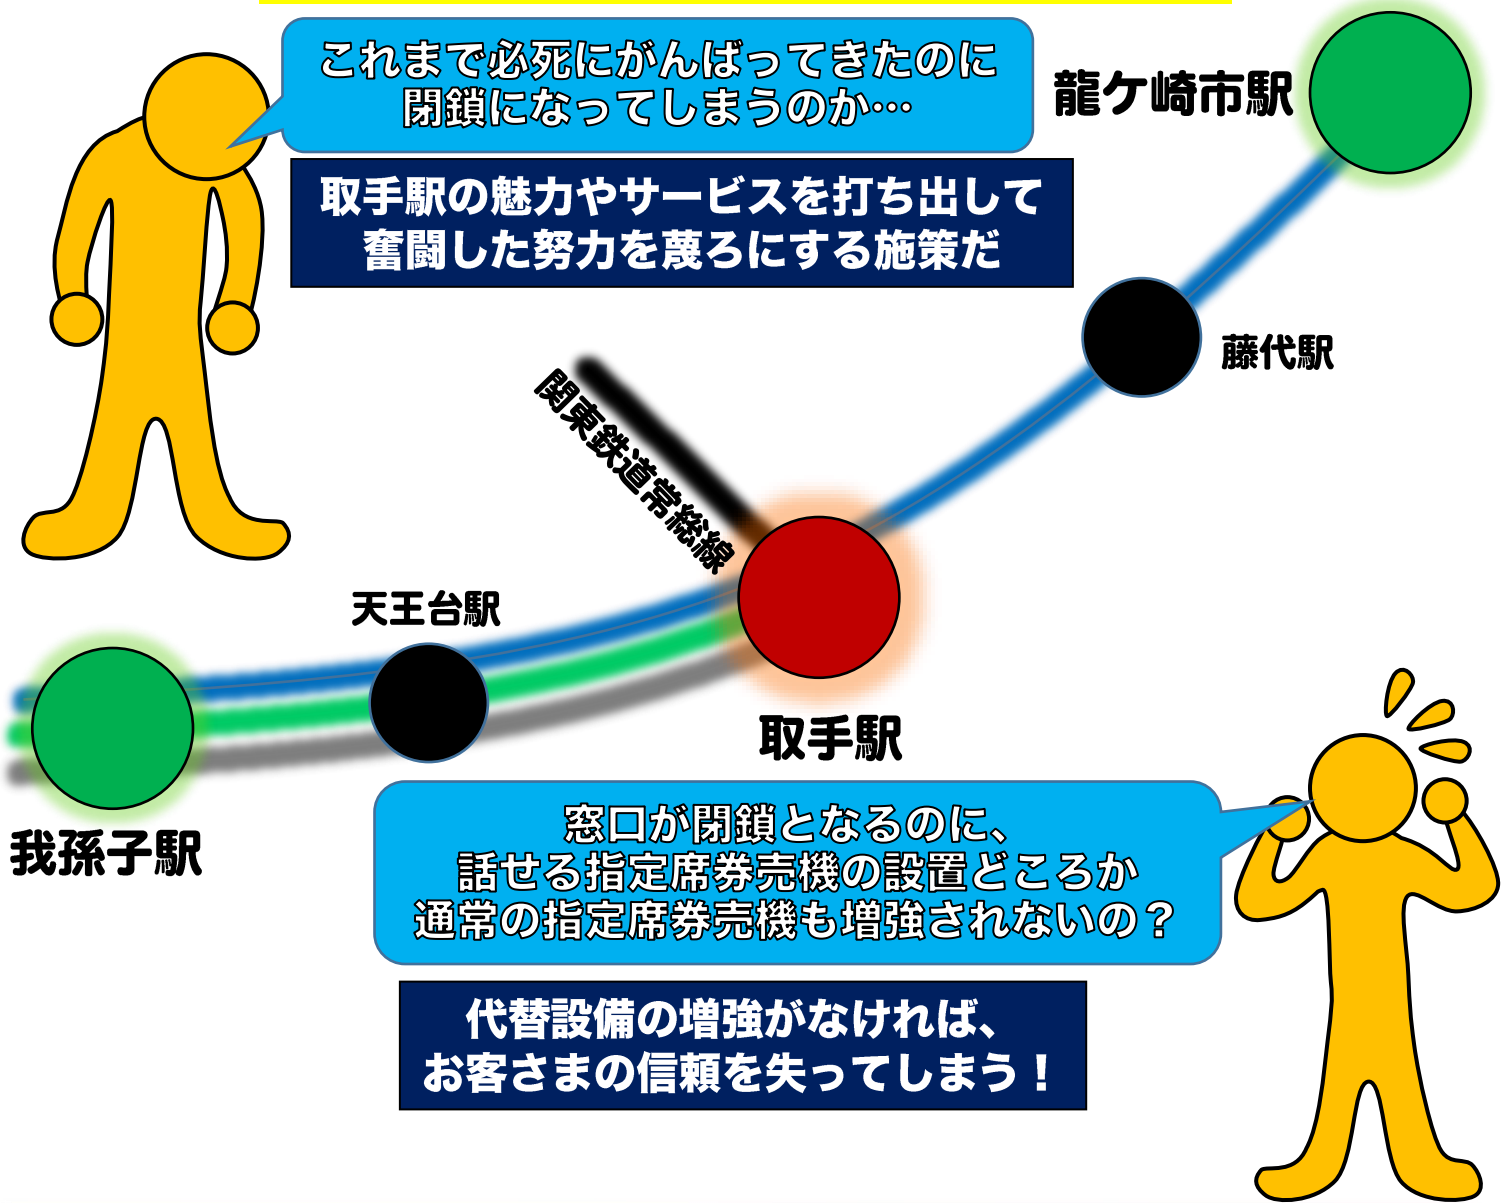 これまで必死にがんばってきたのに
閉鎖になってしまうのか…
龍ケ崎市駅
取手駅の魅力やサービスを打ち出して
奮闘した努力を蔑ろにする施策だ
藤代駅
関東鉄道常総線
天王台駅
取手駅
我孫子駅
窓口が閉鎖となるのに、
話せる指定席券売機の設置どころか
通常の指定席券売機も増強されないの？
代替設備の増強がなければ、
お客さまの信頼を失ってしまう！